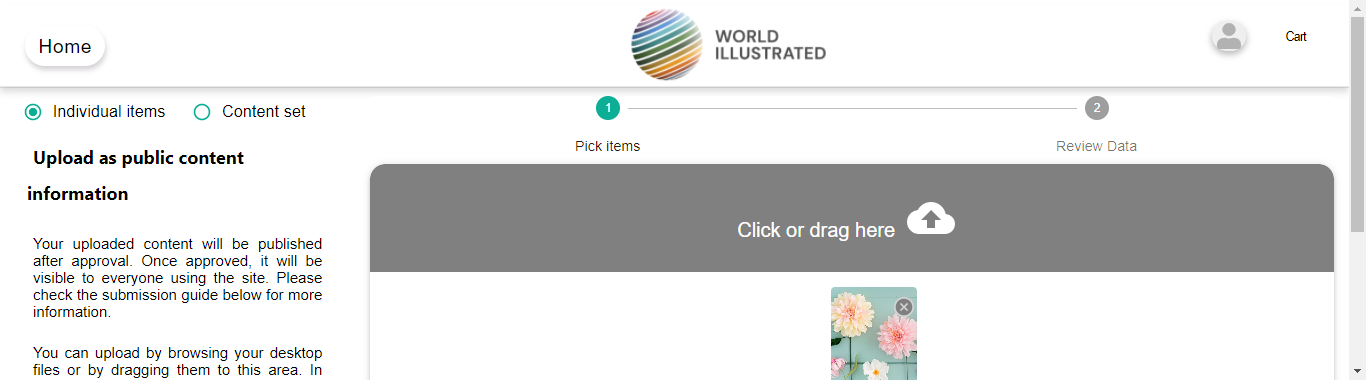 Home
WORLD
ILLUSTRATED
Cart
Individual items
Content set
1
2
Pick items
Review Data
Upload as public content
information
Click or drag here
Your uploaded content will be published
after approval. Once approved, it will be
visible to everyone using the site. Please
check the submission guide below for more
information.
You can upload by browsing your desktop
files or by dragging them to this area. In